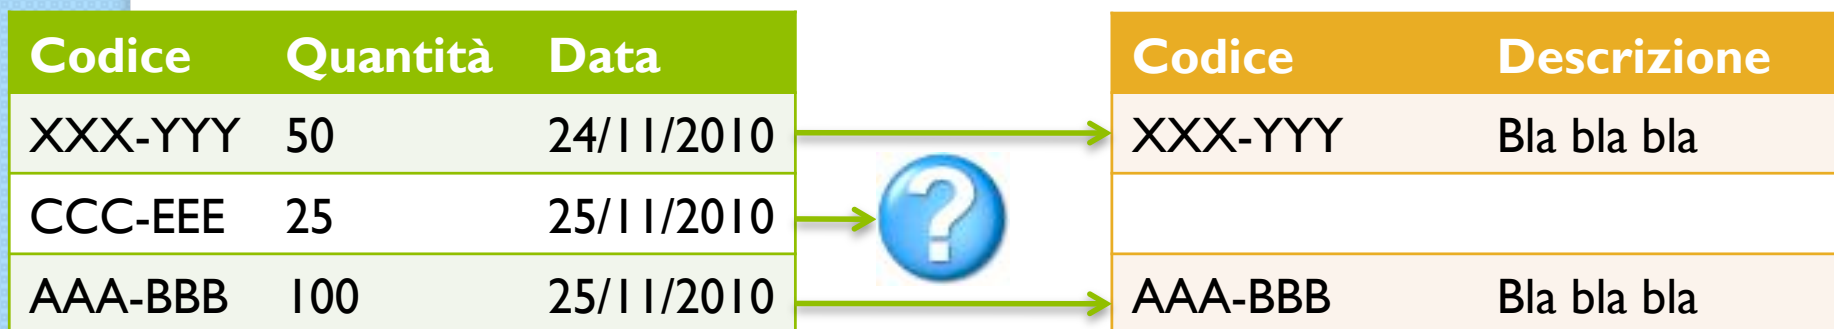 Codice Quantità Data Codice Descrizione
XXX-YYY 50 24/11/2010 XXX-YYY Bla bla bla
CCC-EEE 25 25/11/2010 ?
AAA-BBB 100 25/11/2010 AAA-BBB Bla bla bla